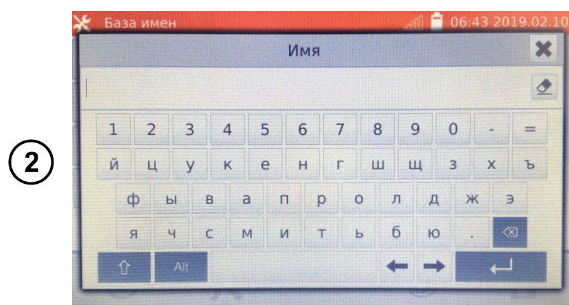 База имен 06:43 2019.02.10
Имя
1 2 3 4 5 6 7 8 9 0 - =
й ц у к е н г ш щ з х ъ
2
ф ы в а п р о л д ж э
я ч с м и т ь б ю .
Alt